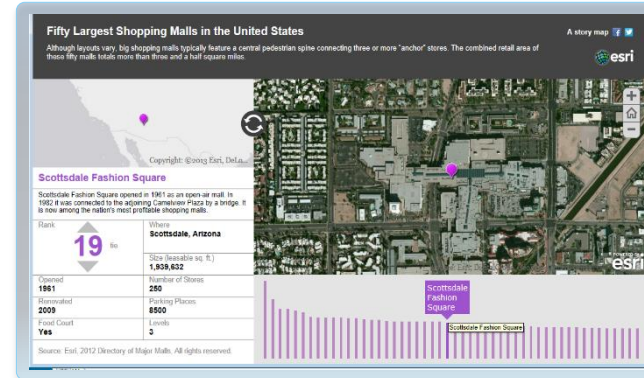 Fifty Largest Shopping Malls in the United States
A story map
Although layouts vary, big shopping malls typically feature a central pedestrian spine connecting three or more "anchor" stores. The combined retail area of
these fifty malls totals more than three and a half square miles.
esri
Copyright: ©2013 Esri, DeLo...
Scottsdale Fashion Square
Scottsdale Fashion Square opened in 1961 as an open-air mall. In
1982 it was connected to the adjoining Camelview Plaza by a bridge. It
is now among the nation's most profitable shopping malls.
Rank
19
Where
Scottsdale, Arizona
Size (leasable sq. ft.)
1,939,632
Opened
1961
Number of Stores
250
Renovated
2009
Parking Places
8500
Food Court
Yes
Levels
3
Source: Esri, 2012 Directory of Major Malls. All rights reserved.
esri
Scottsdale
Fashion
Square
Scottsdale Fashion Square